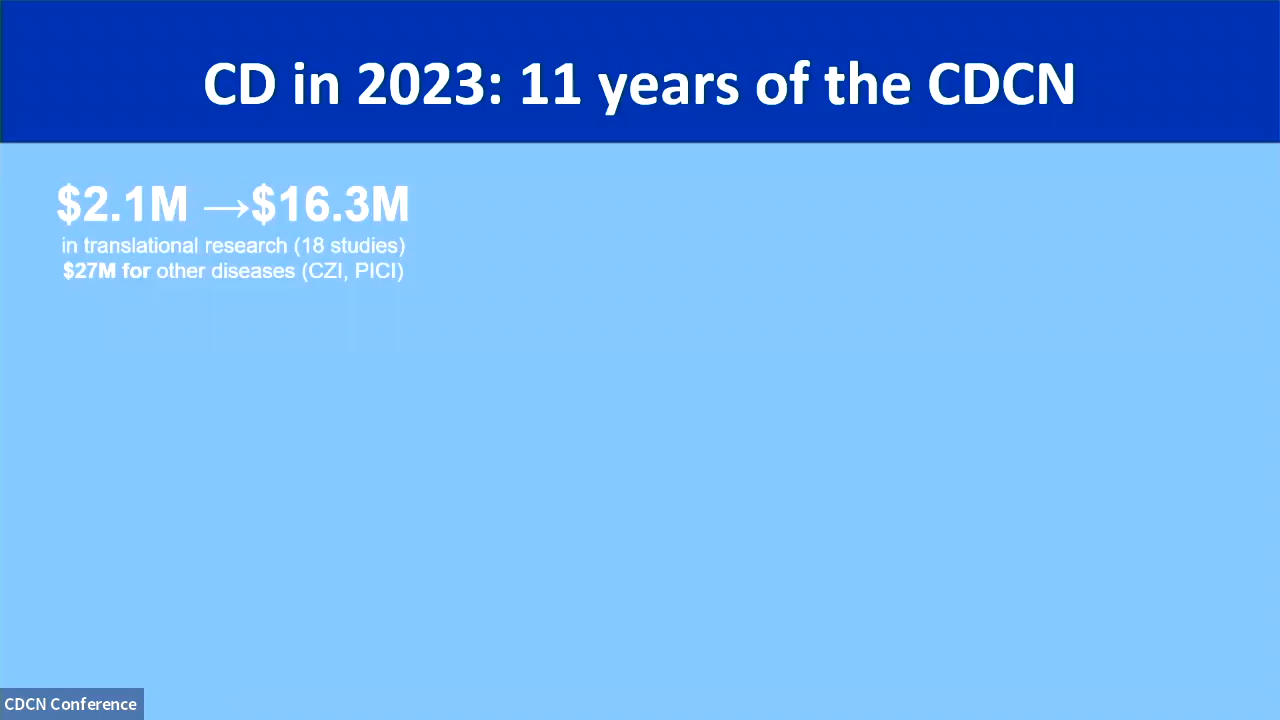 CD in 2023: 11 years of the CDCN
$2.1M →$16.3M
in translational research (18 studies)
$27M for other diseases (CZI, PICI)
CDCN Conference